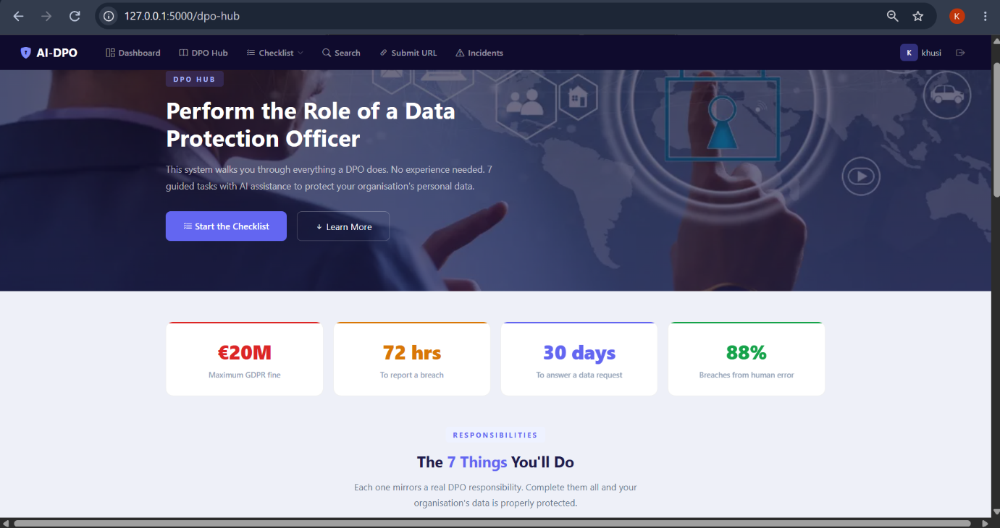 127.0.0.1:5000/dpo-hub
K
AI-DPO
Dashboard
DPO Hub
Checklist
Search
Submit URL
Incidents
K
khusi
DPO HUB
Perform the Role of a Data
Protection Officer
This system walks you through everything a DPO does. No experience needed. 7
guided tasks with AI assistance to protect your organisation's personal data.
Start the Checklist
Learn More
€20M
Maximum GDPR fine
72 hrs
To report a breach
30 days
To answer a data request
88%
Breaches from human error
RESPONSIBILITIES
The 7 Things You'll Do
Each one mirrors a real DPO responsibility. Complete them all and your
organisation's data is properly protected.